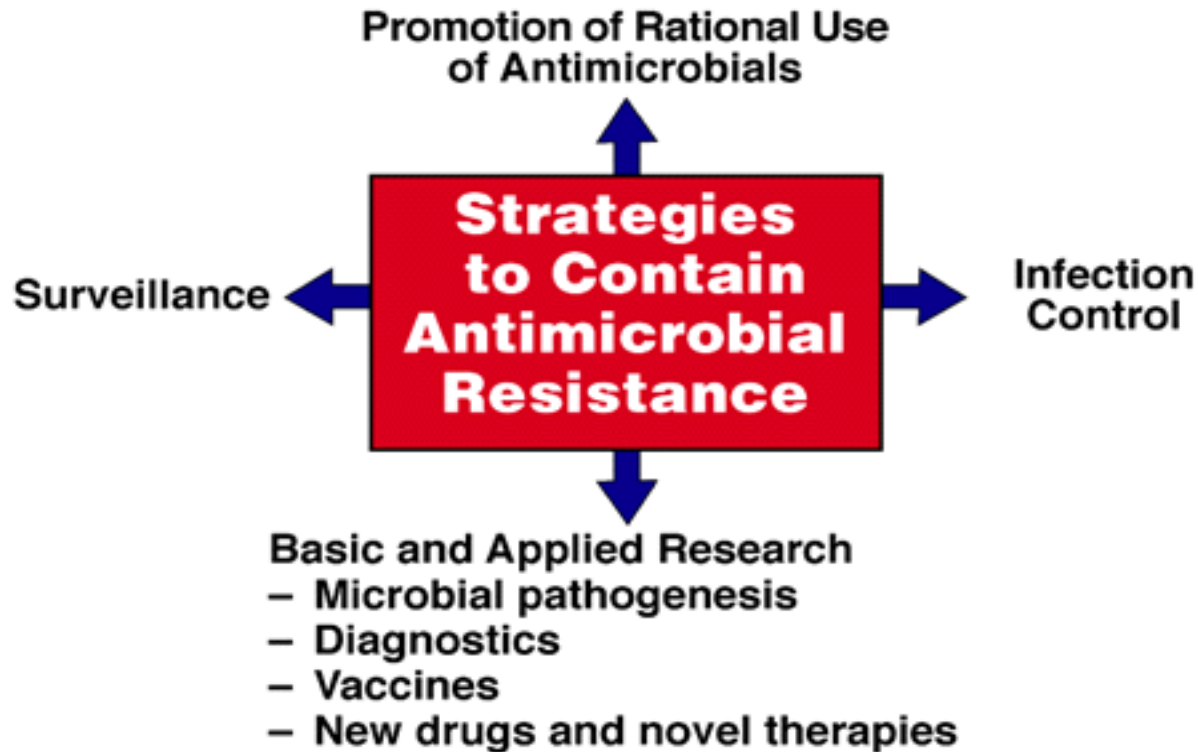 Promotion of Rational Use
of Antimicrobials
Strategies
to Contain
Antimicrobial
Resistance
Surveillance
Infection
Control
Basic and Applied Research
– Microbial pathogenesis
– Diagnostics
– Vaccines
– New drugs and novel therapies